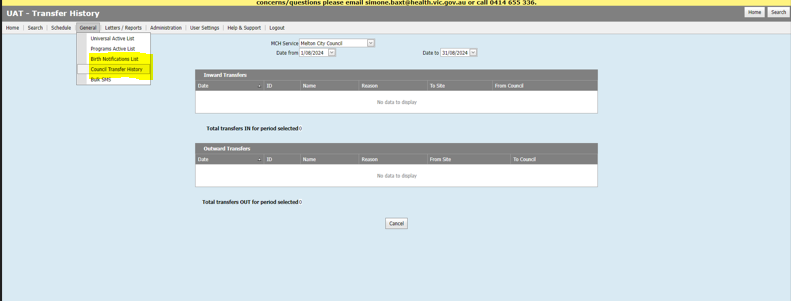 concerns/questions please email simone.baxt@health.vic.gov.au or call 0414 655 336.
UAT - Transfer History
Home Search
Home Search Schedule General Letters / Reports Administration User Settings Help & Support Logout
Universal Active List
Programs Active List
Birth Notifications List
Council Transfer History
Bulk SMS
MCH Service Melton City Council
Date from 1/08/2024 Date to 31/08/2024
Inward Transfers
Date ID Name Reason To Site From Council
No data to display
Total transfers IN for period selected 0
Outward Transfers
Date ID Name Reason From Site To Council
No data to display
Total transfers OUT for period selected 0
Cancel